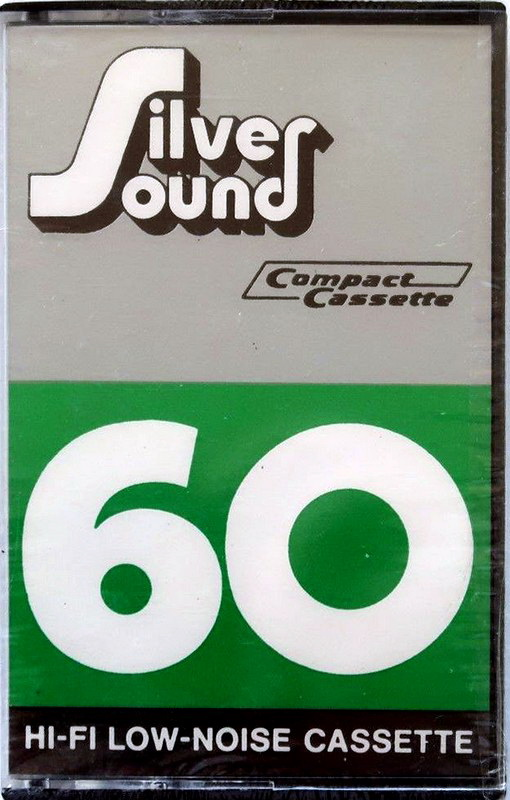 Silver
Sound
Compact
Cassette
60
HI-FI LOW-NOISE CASSETTE